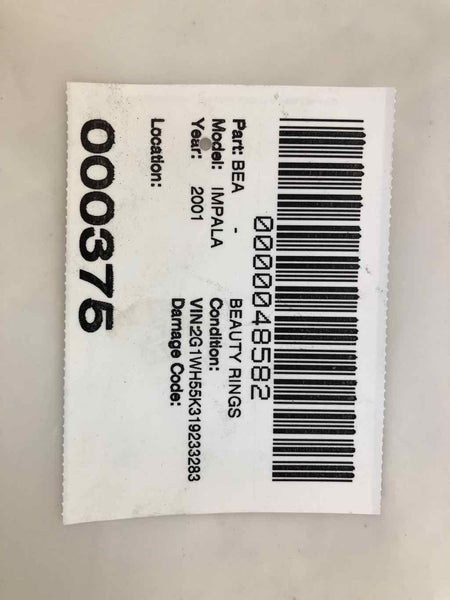 0000048582
Part: BEA - BEAUTY RINGS
Model: IMPALA Condition:
Year: 2001 VIN:2G1WH55K319233283
Damage Code:
Location:
000375